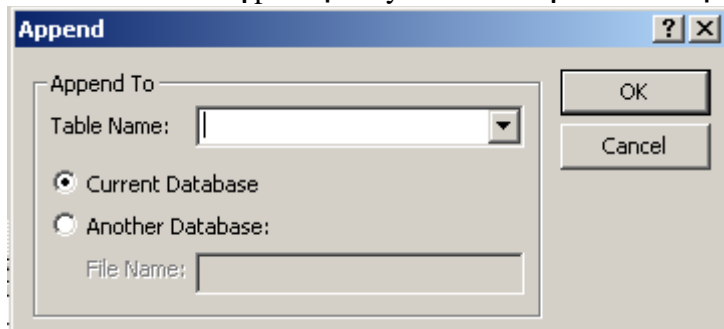 Append
Append To
OK
Table Name:
Cancel
Current Database
Another Database:
File Name: